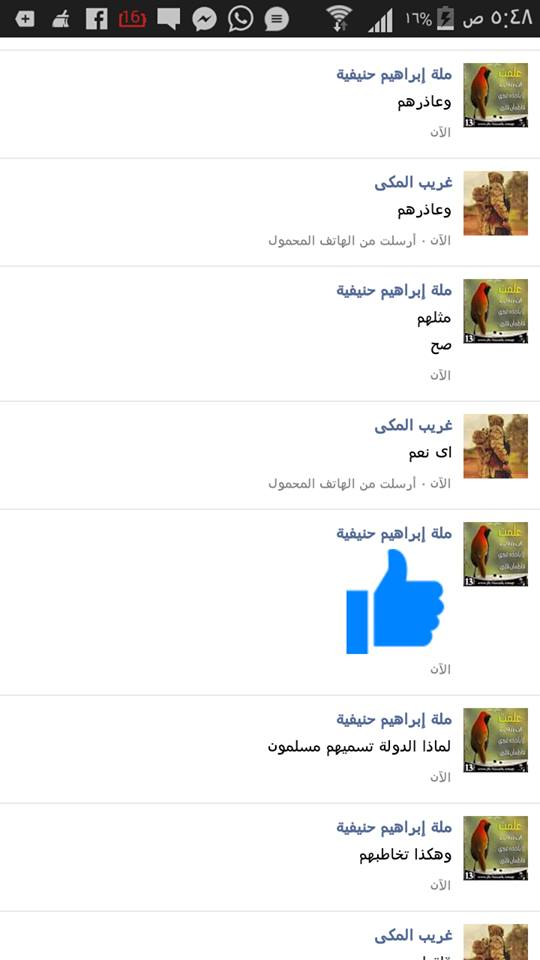 ٥:٤٨ ص
١٦%
16
ملة إبراهيم حنيفية
وعاذرهم
الآن
غريب المكى
وعاذرهم
الآن · أرسلت من الهاتف المحمول
ملة إبراهيم حنيفية
مثلهم
صح
الآن
غريب المكى
اى نعم
الآن · أرسلت من الهاتف المحمول
ملة إبراهيم حنيفية
الآن
ملة إبراهيم حنيفية
لماذا الدولة تسميهم مسلمون
الآن
ملة إبراهيم حنيفية
وهكذا تخاطبهم
الآن
غريب المكى